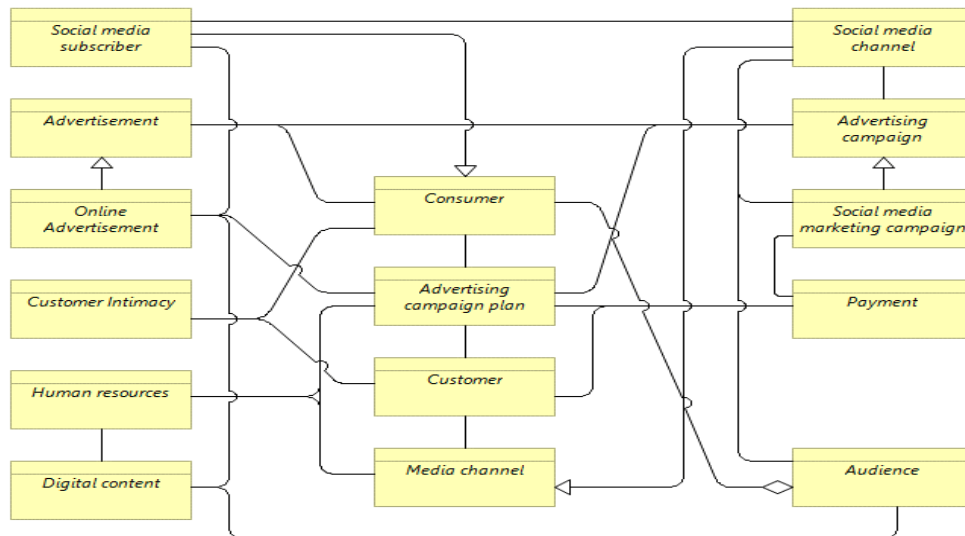 Social media
subscriber
Social media
channel
Advertisement
Advertising
campaign
Consumer
Online
Advertisement
Social media
marketing campaign
Customer Intimacy
Advertising
campaign plan
Payment
Human resources
Customer
Digital content
Media channel
Audience